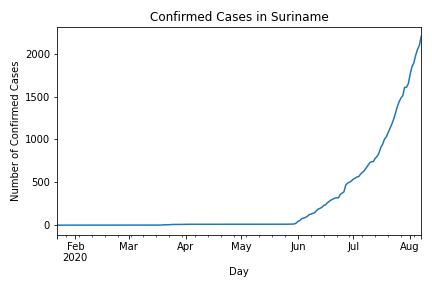 Confirmed Cases in Suriname
Number of Confirmed Cases
2000
1500
1000
500
0
Feb Mar Apr May Jun Jul Aug
2020
Day